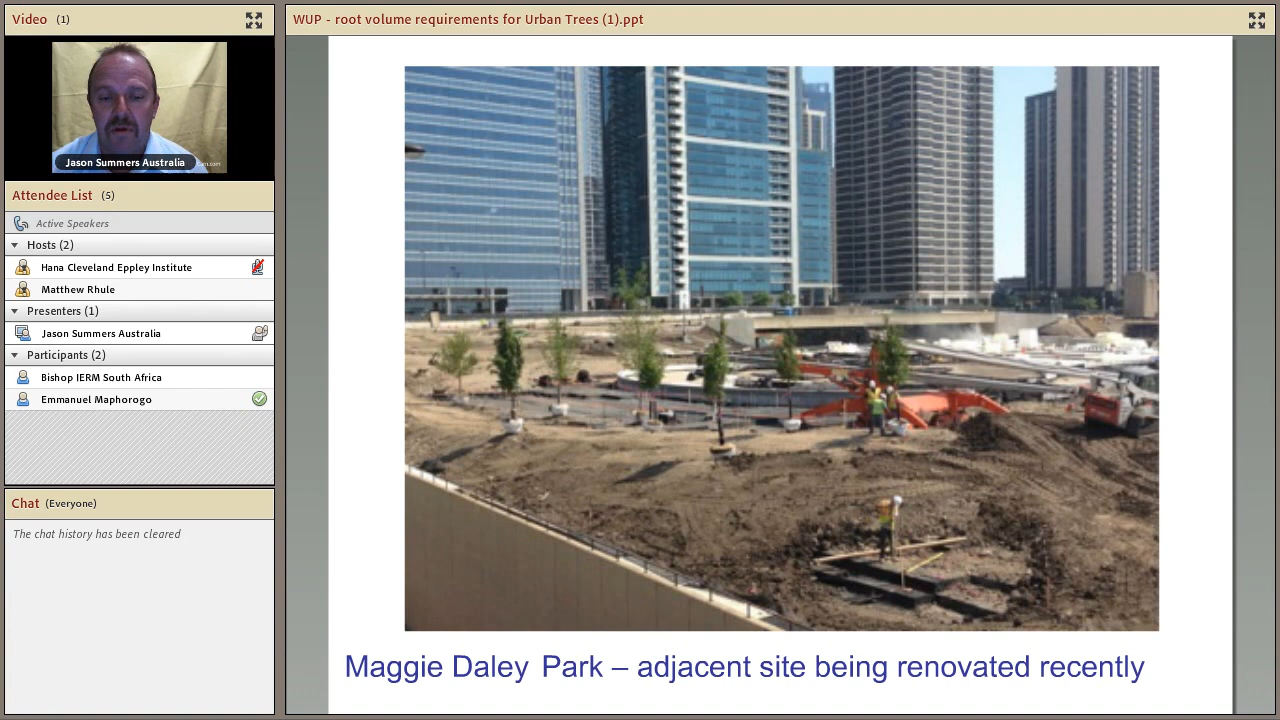 Video (1)
Jason Summers Australia
Attendee List (5)
Active Speakers
Hosts (2)
Hana Cleveland Eppley Institute
Matthew Rhule
Presenters (1)
Jason Summers Australia
Participants (2)
Bishop IERM South Africa
Emmanuel Maphorogo
Chat (Everyone)
The chat history has been cleared
WUP - root volume requirements for Urban Trees (1).ppt
Maggie Daley Park – adjacent site being renovated recently